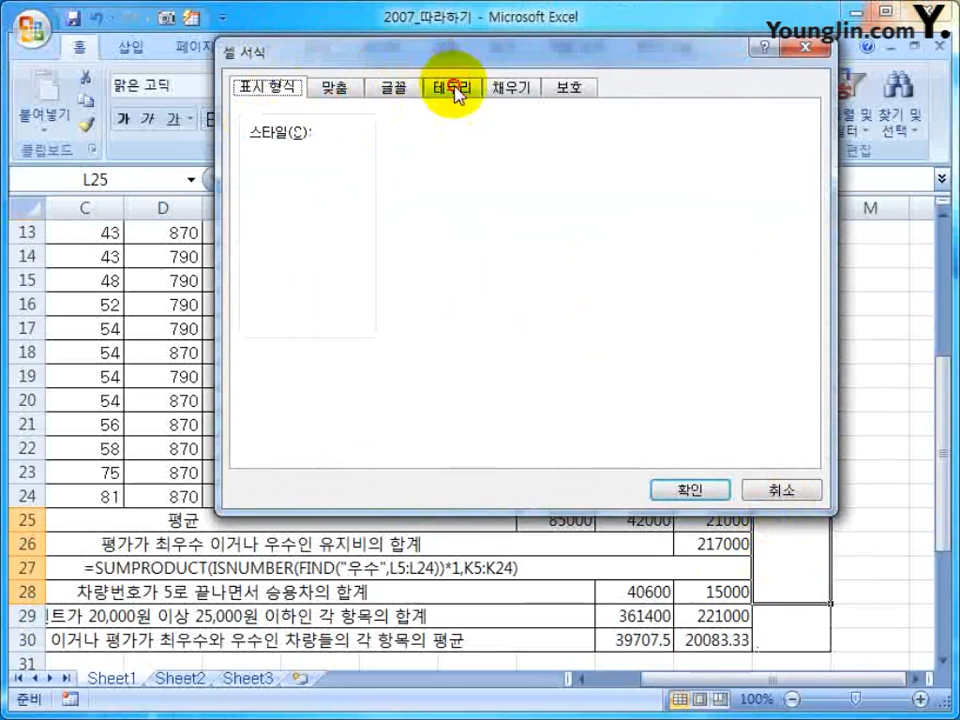 2007_따라하기 - Microsoft Excel
YoungJin.com Y.
홈 삽입 페이지
셀 서식
표시 형식 맞춤 글꼴 테두리 채우기 보호
맑은 고딕
붙여넣기
가 가 가
클립보드
찾기 및
선택
편집
스타일(S):
L25
C D M
13 43 870
14 43 790
15 48 790
16 52 790
17 54 790
18 54 870
19 54 790
20 54 870
21 56 870
22 58 870
23 75 870
24 81 870
확인 취소
25 평균 85000 42000 21000
26 평가가 최우수 이거나 우수인 유지비의 합계 217000
27 =SUMPRODUCT(ISNUMBER(FIND("우수",L5:L24))*1,K5:K24)
28 차량번호가 5로 끝나면서 승용차의 합계 40600 15000
29 인트가 20,000원 이상 25,000원 이하인 각 항목의 합계 361400 221000
30 이거나 평가가 최우수와 우수인 차량들의 각 항목의 평균 39707.5 20083.33
31
Sheet1 Sheet2 Sheet3
준비 100%